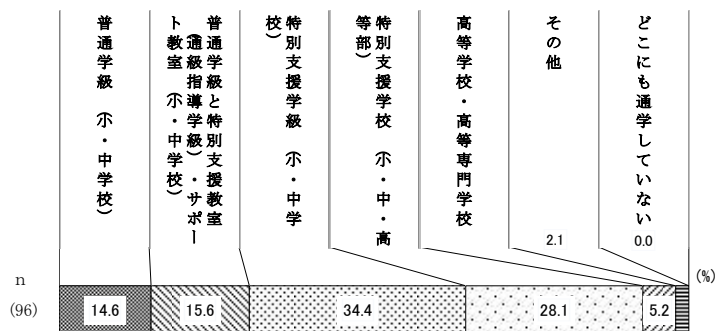 普通学級（小・中学校）
普通学級と特別支援教室
（通級指導学級）・サポー
ト教室（小・中学校）
特別支援学級（小・中学
校）
特別支援学校（小・中・高
等部）
高等学校・高等専門学校
その他
どこにも通学していない
2.1
0.0
(%)
n
(96)
14.6
15.6
34.4
28.1
5.2